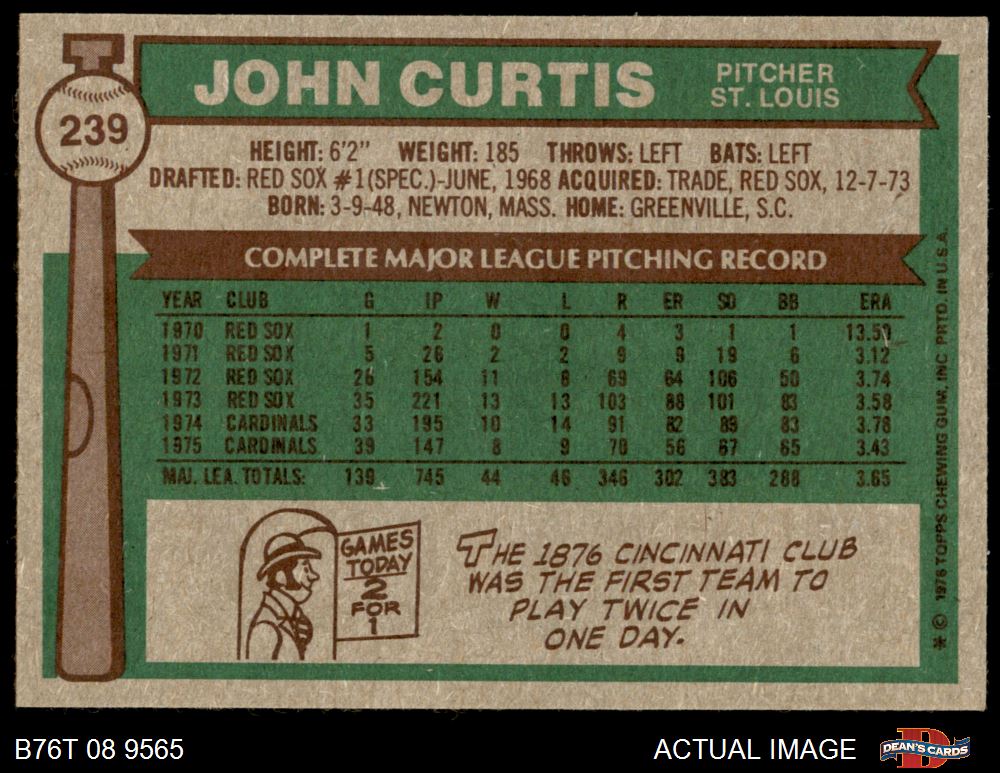 239
JOHN CURTIS
PITCHER
ST. LOUIS
HEIGHT: 6'2" WEIGHT: 185 THROWS: LEFT BATS: LEFT
DRAFTED: RED SOX #1(SPEC.)-JUNE, 1968 ACQUIRED: TRADE, RED SOX, 12-7-73
BORN: 3-9-48, NEWTON, MASS. HOME: GREENVILLE, S.C.
COMPLETE MAJOR LEAGUE PITCHING RECORD
YEAR CLUB G IP W L R ER SO BB ERA
1970 RED SOX 1 2 0 0 4 3 1 1 13.50
1971 RED SOX 5 26 2 2 9 9 19 6 3.12
1972 RED SOX 26 154 11 8 69 64 106 50 3.74
1973 RED SOX 35 221 13 13 103 88 101 83 3.58
1974 CARDINALS 33 195 10 14 91 82 89 83 3.78
1975 CARDINALS 39 147 8 9 70 56 67 65 3.43
MAJ. LEA. TOTALS: 139 745 44 46 346 302 383 288 3.65
GAMES
TODAY
2
FOR
1
THE 1876 CINCINNATI CLUB
WAS THE FIRST TEAM TO
PLAY TWICE IN
ONE DAY.
* © 1976 TOPPS CHEWING GUM, INC. PRTD. IN U.S.A.
B76T 08 9565
ACTUAL IMAGE
D
DEAN'S CARDS